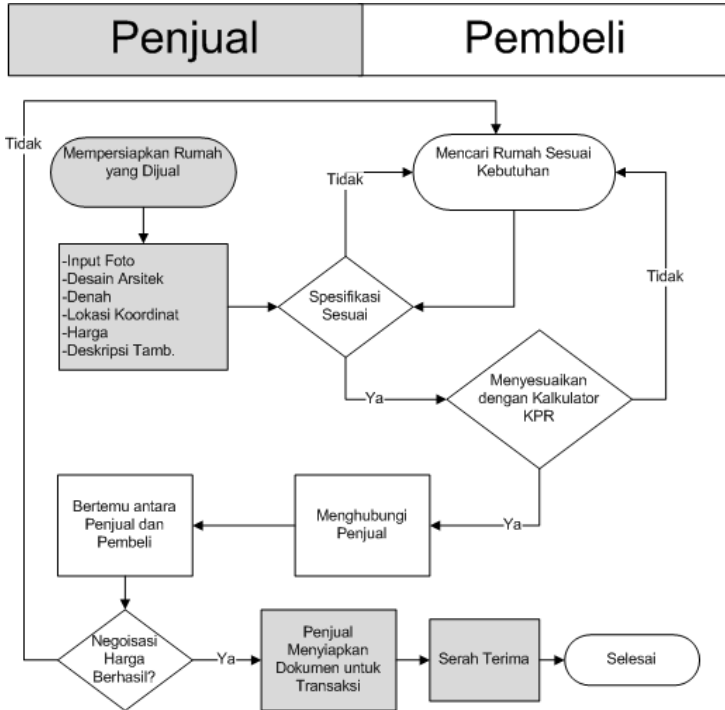 Penjual
Pembeli
Tidak
Mempersiapkan Rumah
yang Dijual
Mencari Rumah Sesuai
Kebutuhan
Tidak
-Input Foto
-Desain Arsitek
-Denah
-Lokasi Koordinat
-Harga
-Deskripsi Tamb.
Spesifikasi
Sesuai
Tidak
Ya
Menyesuaikan
dengan Kalkulator
KPR
Ya
Menghubungi
Penjual
Bertemu antara
Penjual dan
Pembeli
Negoisasi
Harga
Berhasil?
Ya
Penjual
Menyiapkan
Dokumen untuk
Transaksi
Serah Terima
Selesai